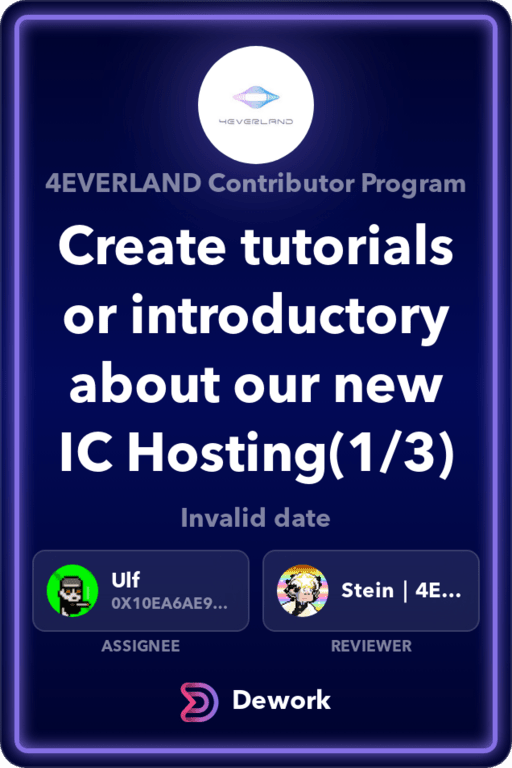 4EVERLAND
4EVERLAND Contributor Program
Create tutorials
or introductory
about our new
IC Hosting(1/3)
Invalid date
Ulf
0X10EA6AE9...
Stein | 4E...
ASSIGNEE
REVIEWER
Dework